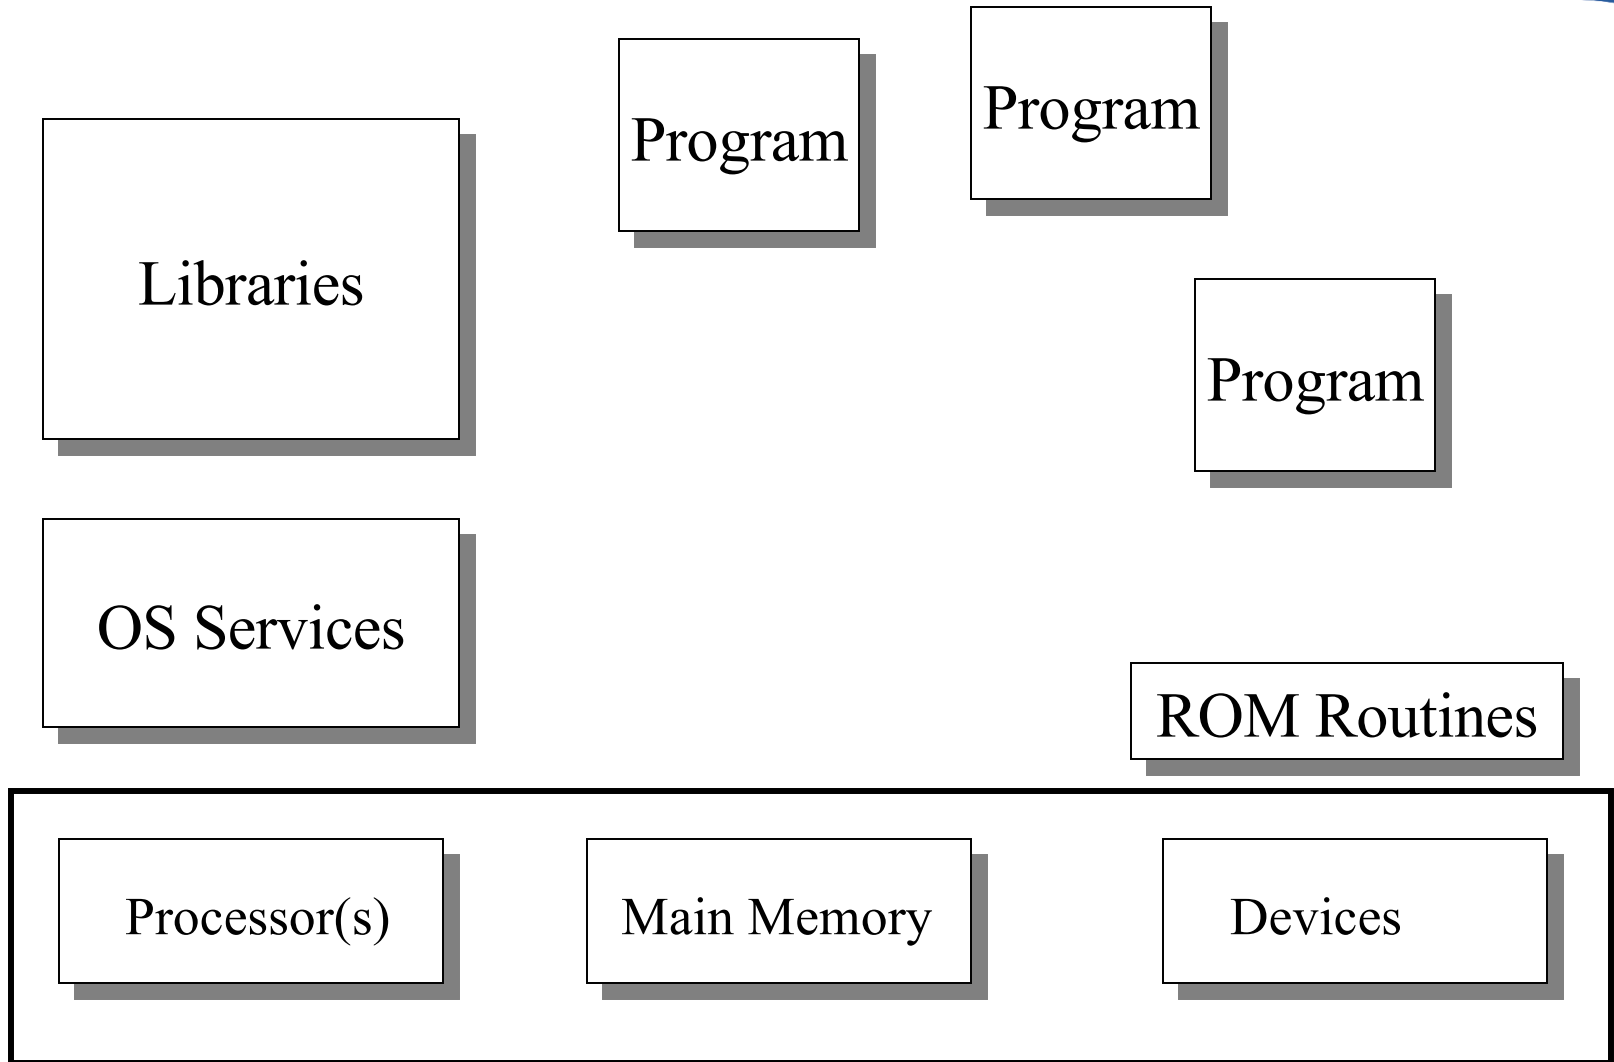 Program
Program
Libraries
Program
OS Services
ROM Routines
Processor(s)
Main Memory
Devices